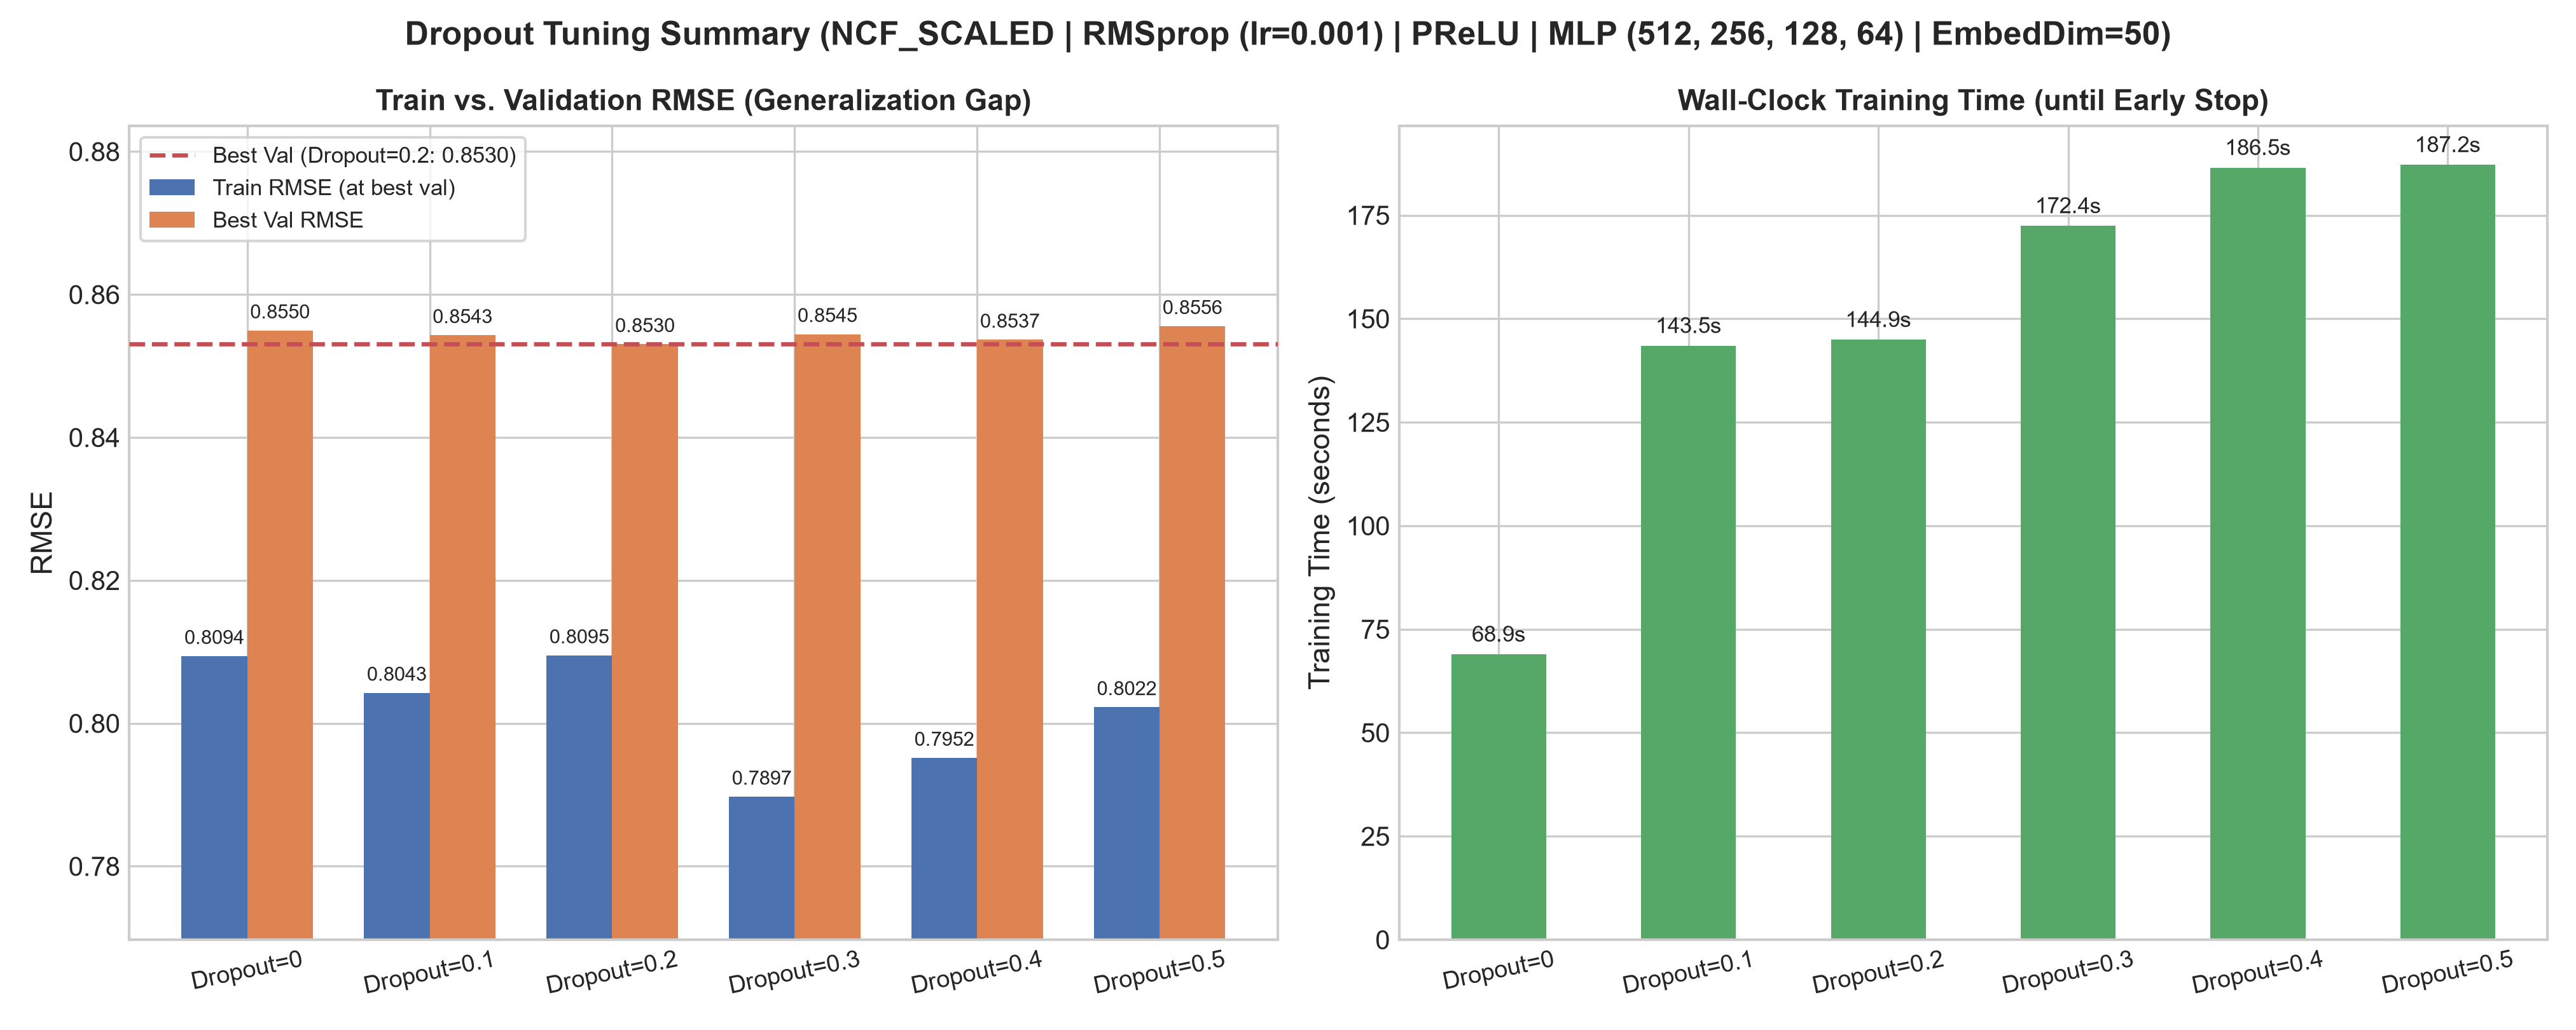 Dropout Tuning Summary (NCF_SCALED | RMSprop (lr=0.001) | PReLU | MLP (512, 256, 128, 64) | EmbedDim=50)
Train vs. Validation RMSE (Generalization Gap)
Best Val (Dropout=0.2: 0.8530)
Train RMSE (at best val)
Best Val RMSE
RMSE
0.88
0.86
0.84
0.82
0.80
0.78
0.8094
0.8550
0.8043
0.8543
0.8095
0.8530
0.7897
0.8545
0.7952
0.8537
0.8022
0.8556
Dropout=0
Dropout=0.1
Dropout=0.2
Dropout=0.3
Dropout=0.4
Dropout=0.5
Wall-Clock Training Time (until Early Stop)
Training Time (seconds)
175
150
125
100
75
50
25
0
68.9s
143.5s
144.9s
172.4s
186.5s
187.2s
Dropout=0
Dropout=0.1
Dropout=0.2
Dropout=0.3
Dropout=0.4
Dropout=0.5